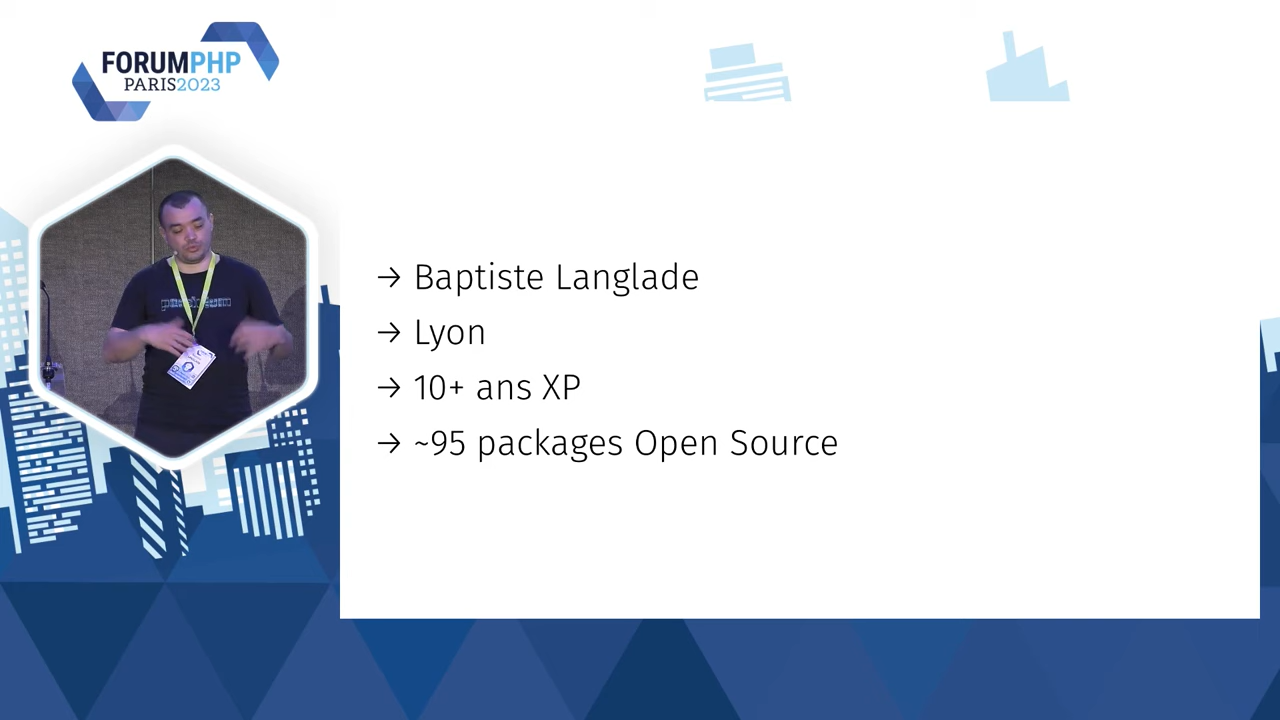 FORUMPHP
PARIS2023
→ Baptiste Langlade
→ Lyon
→ 10+ ans XP
→ ~95 packages Open Source